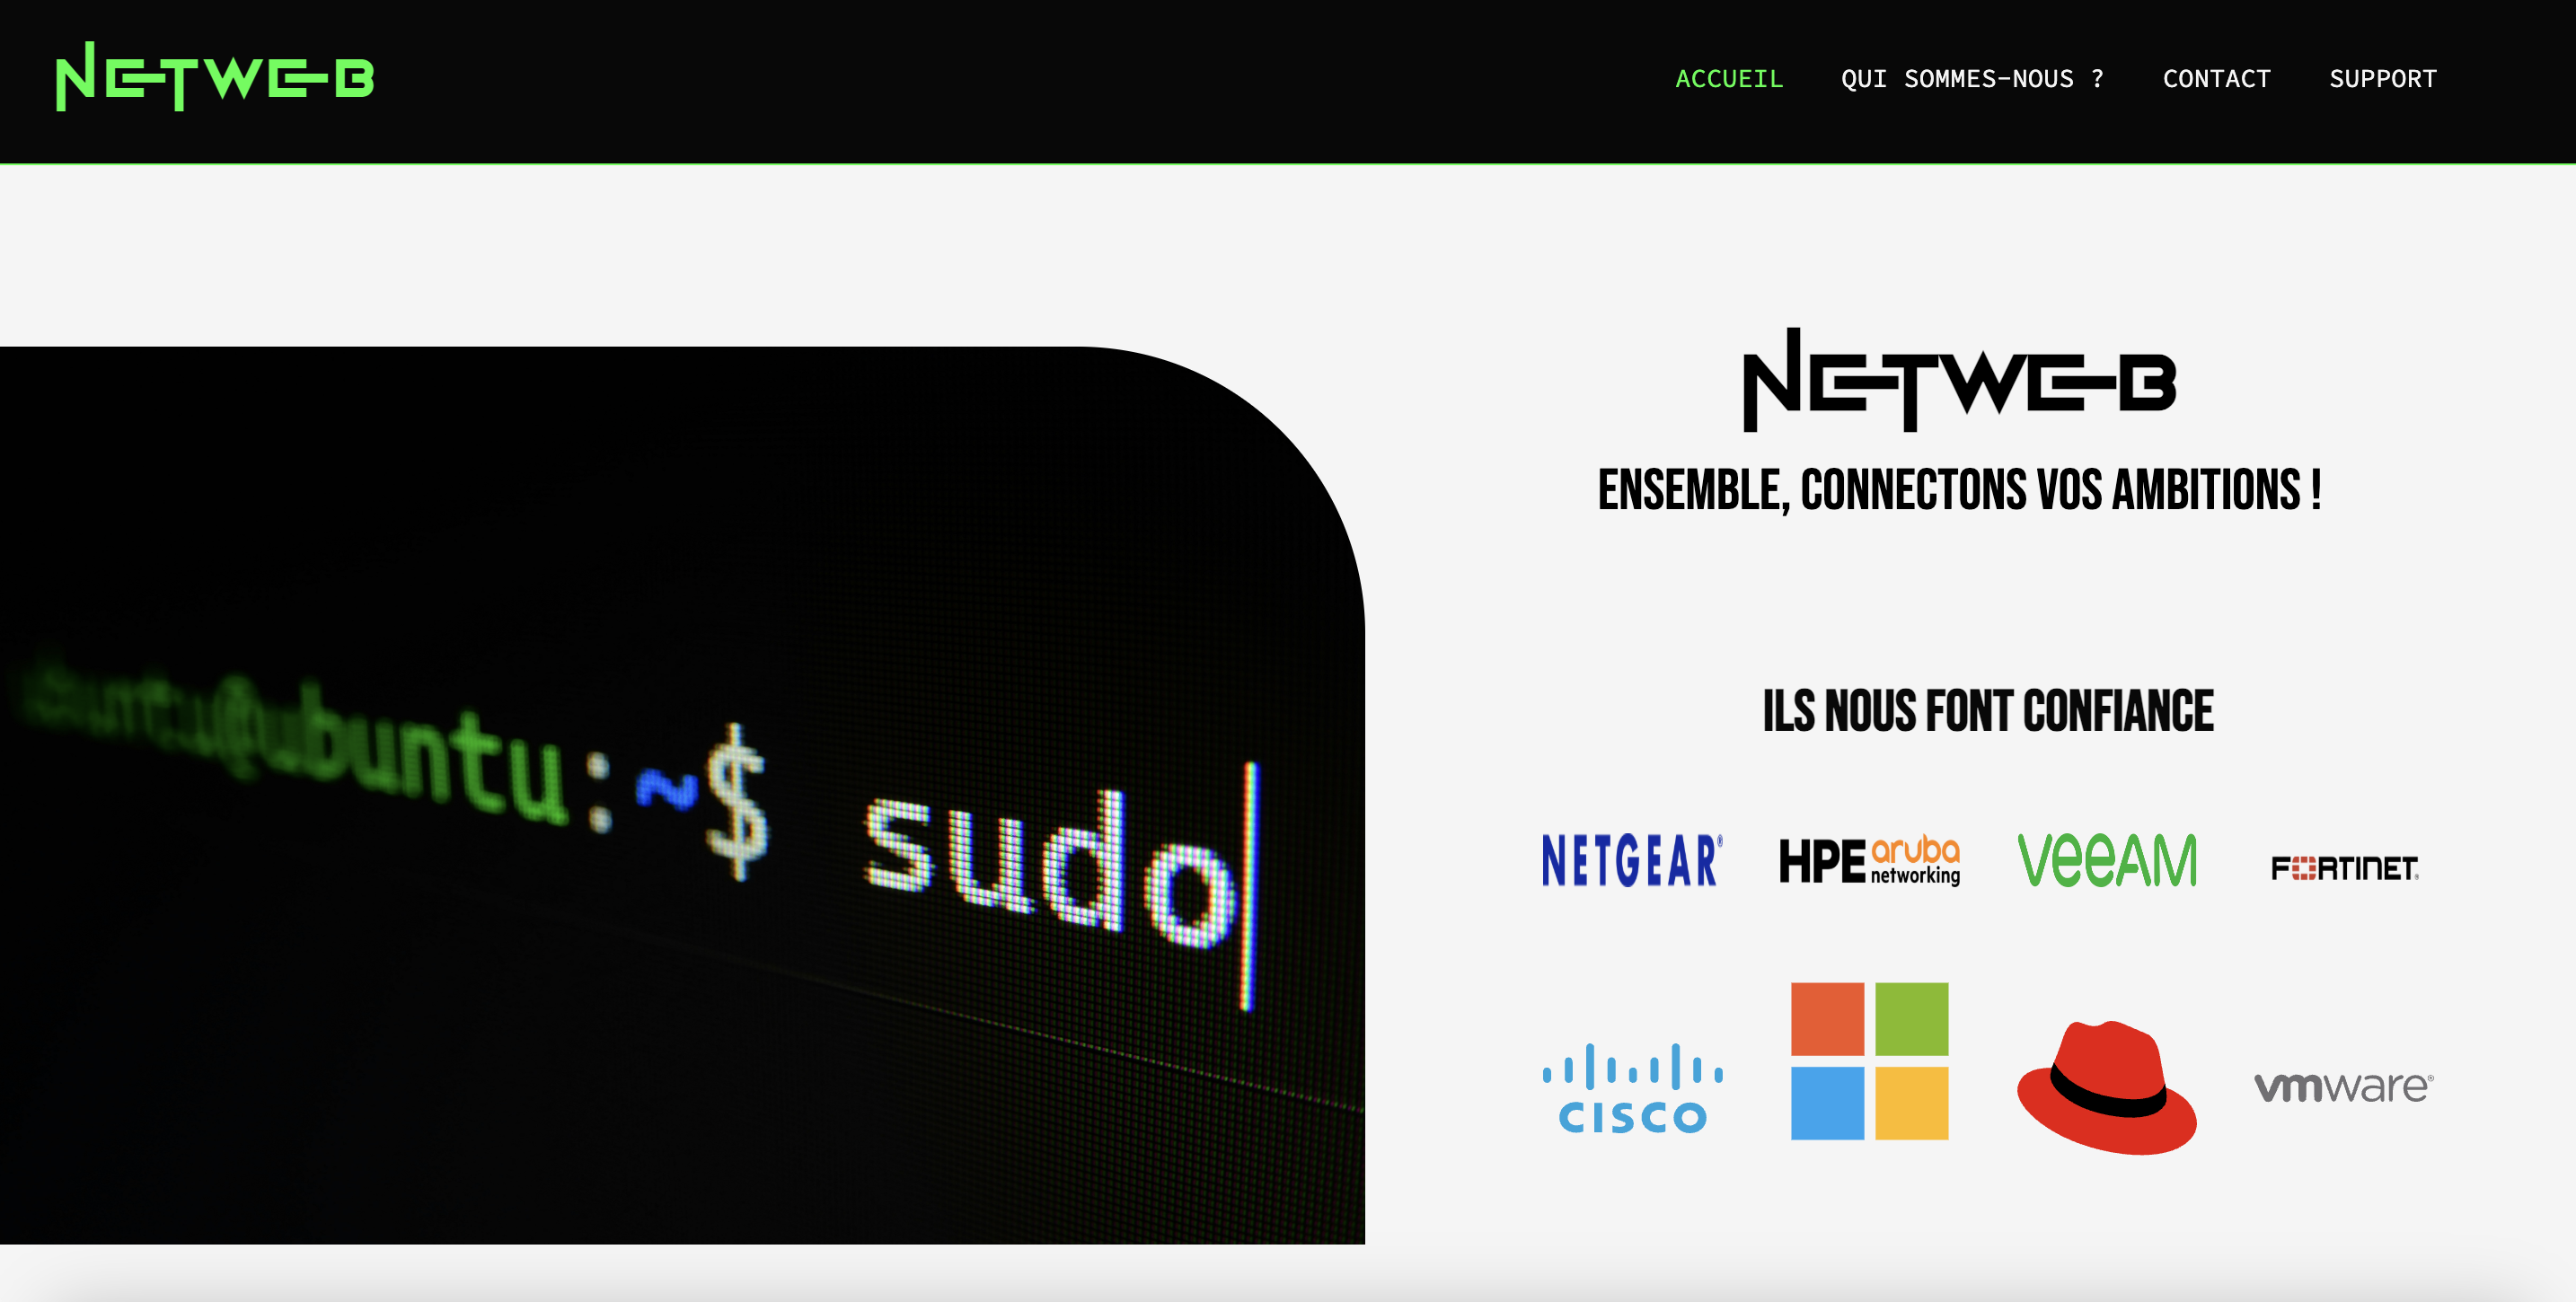 NETWEB
ACCUEIL QUI SOMMES-NOUS ? CONTACT SUPPORT
ubuntu:~$ sudo
NETWEB
ENSEMBLE, CONNECTONS VOS AMBITIONS !
ILS NOUS FONT CONFIANCE
NETGEAR® HPE aruba networking veeAM FORTINET®
CISCO vmware®